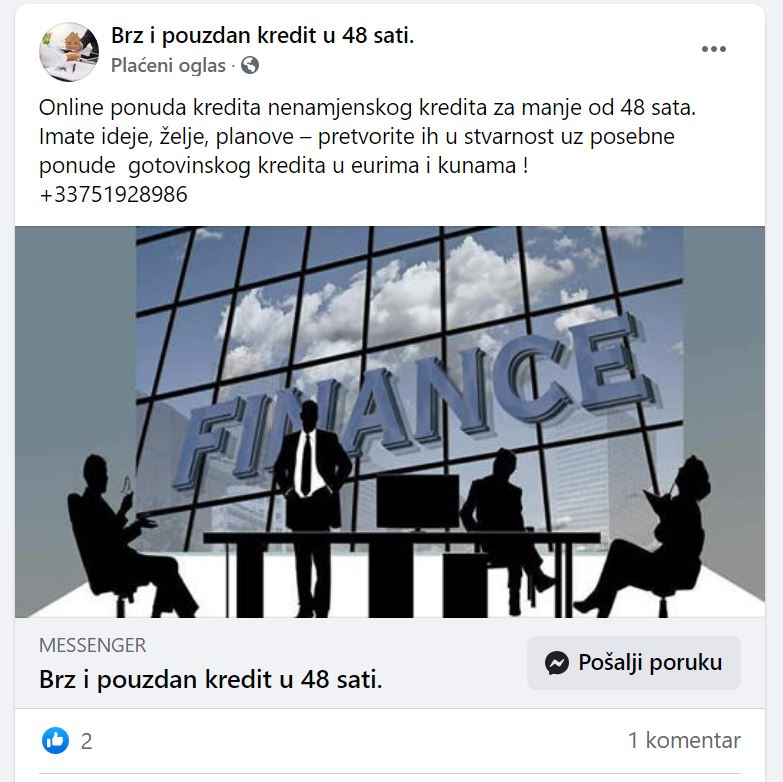 Brz i pouzdan kredit u 48 sati.
Plaćeni oglas ·
Online ponuda kredita nenamjenskog kredita za manje od 48 sata.
Imate ideje, želje, planove – pretvorite ih u stvarnost uz posebne
ponude  gotovinskog kredita u eurima i kunama !
+33751928986
FINANCE
MESSENGER
Brz i pouzdan kredit u 48 sati.
Pošalji poruku
2
1 komentar